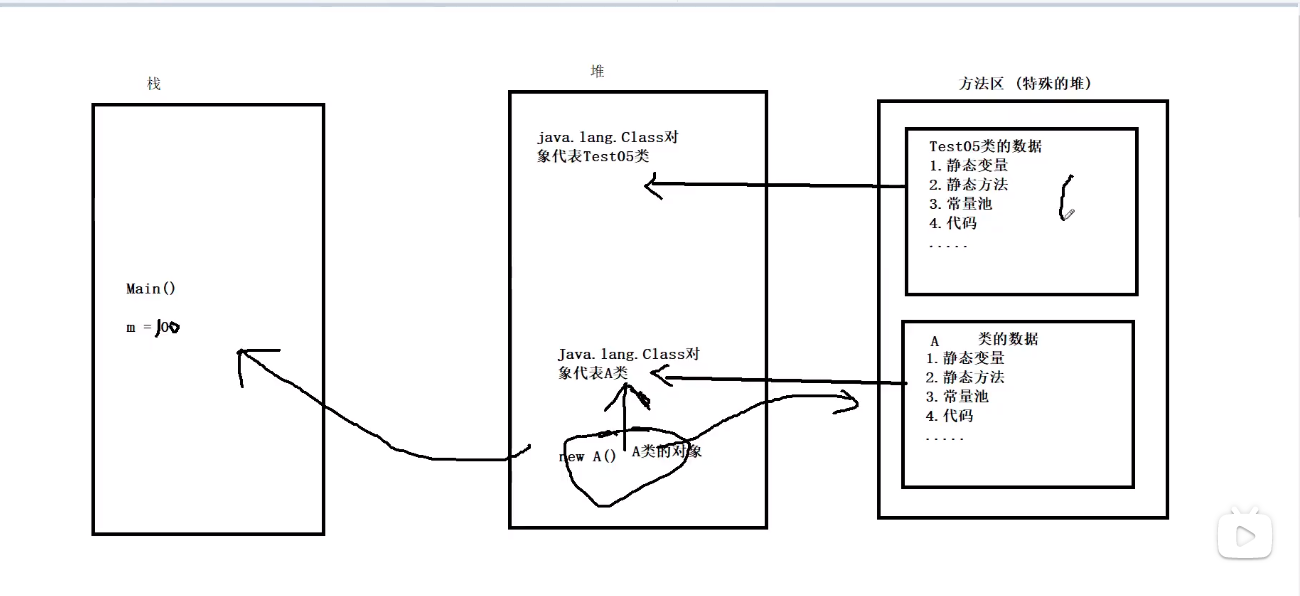 栈
堆
方法区 (特殊的堆)
java.lang.Class对
象代表Test05类
Test05类的数据
1.静态变量
2.静态方法
3.常量池
4.代码
.....
Main()
m = 100
Java.lang.Class对
象代表A类
new A() A类的对象
A 类的数据
1.静态变量
2.静态方法
3.常量池
4.代码
.....